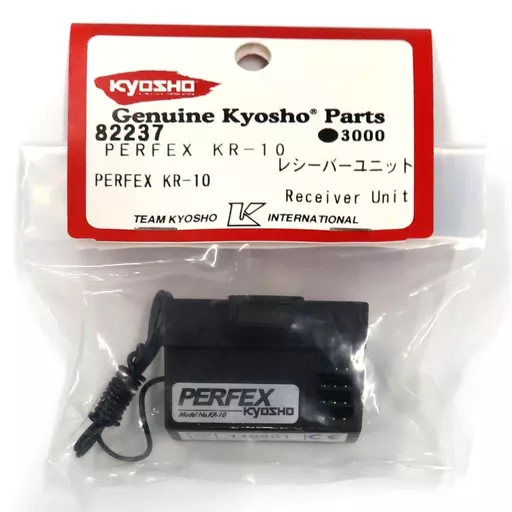 KYOSHO
Genuine Kyosho® Parts
82237 ●3000
PERFEX KR-10
レシーバーユニット
PERFEX KR-10
Receiver Unit
TEAM KYOSHO K INTERNATIONAL
PERFEX
KYOSHO
Model No.KR-10
CE